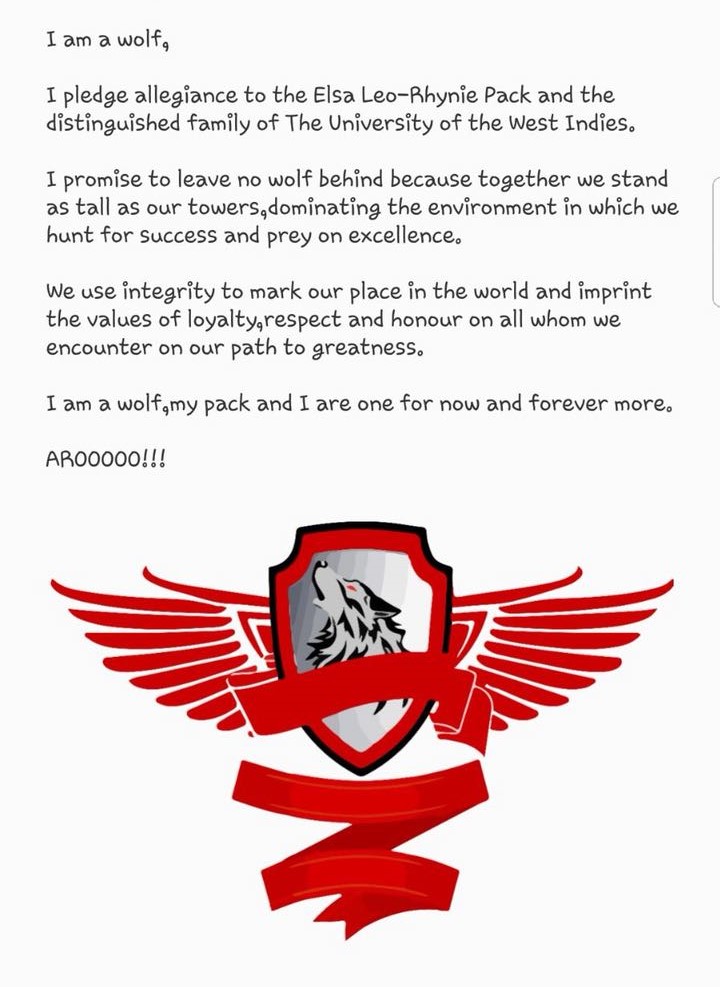 I am a wolf,
I pledge allegiance to the Elsa Leo-Rhynie Pack and the
distinguished family of The University of the West Indies.
I promise to leave no wolf behind because together we stand
as tall as our towers,dominating the environment in which we
hunt for success and prey on excellence.
We use integrity to mark our place in the world and imprint
the values of loyalty,respect and honour on all whom we
encounter on our path to greatness.
I am a wolf,my pack and I are one for now and forever more.
AROOOOO!!!